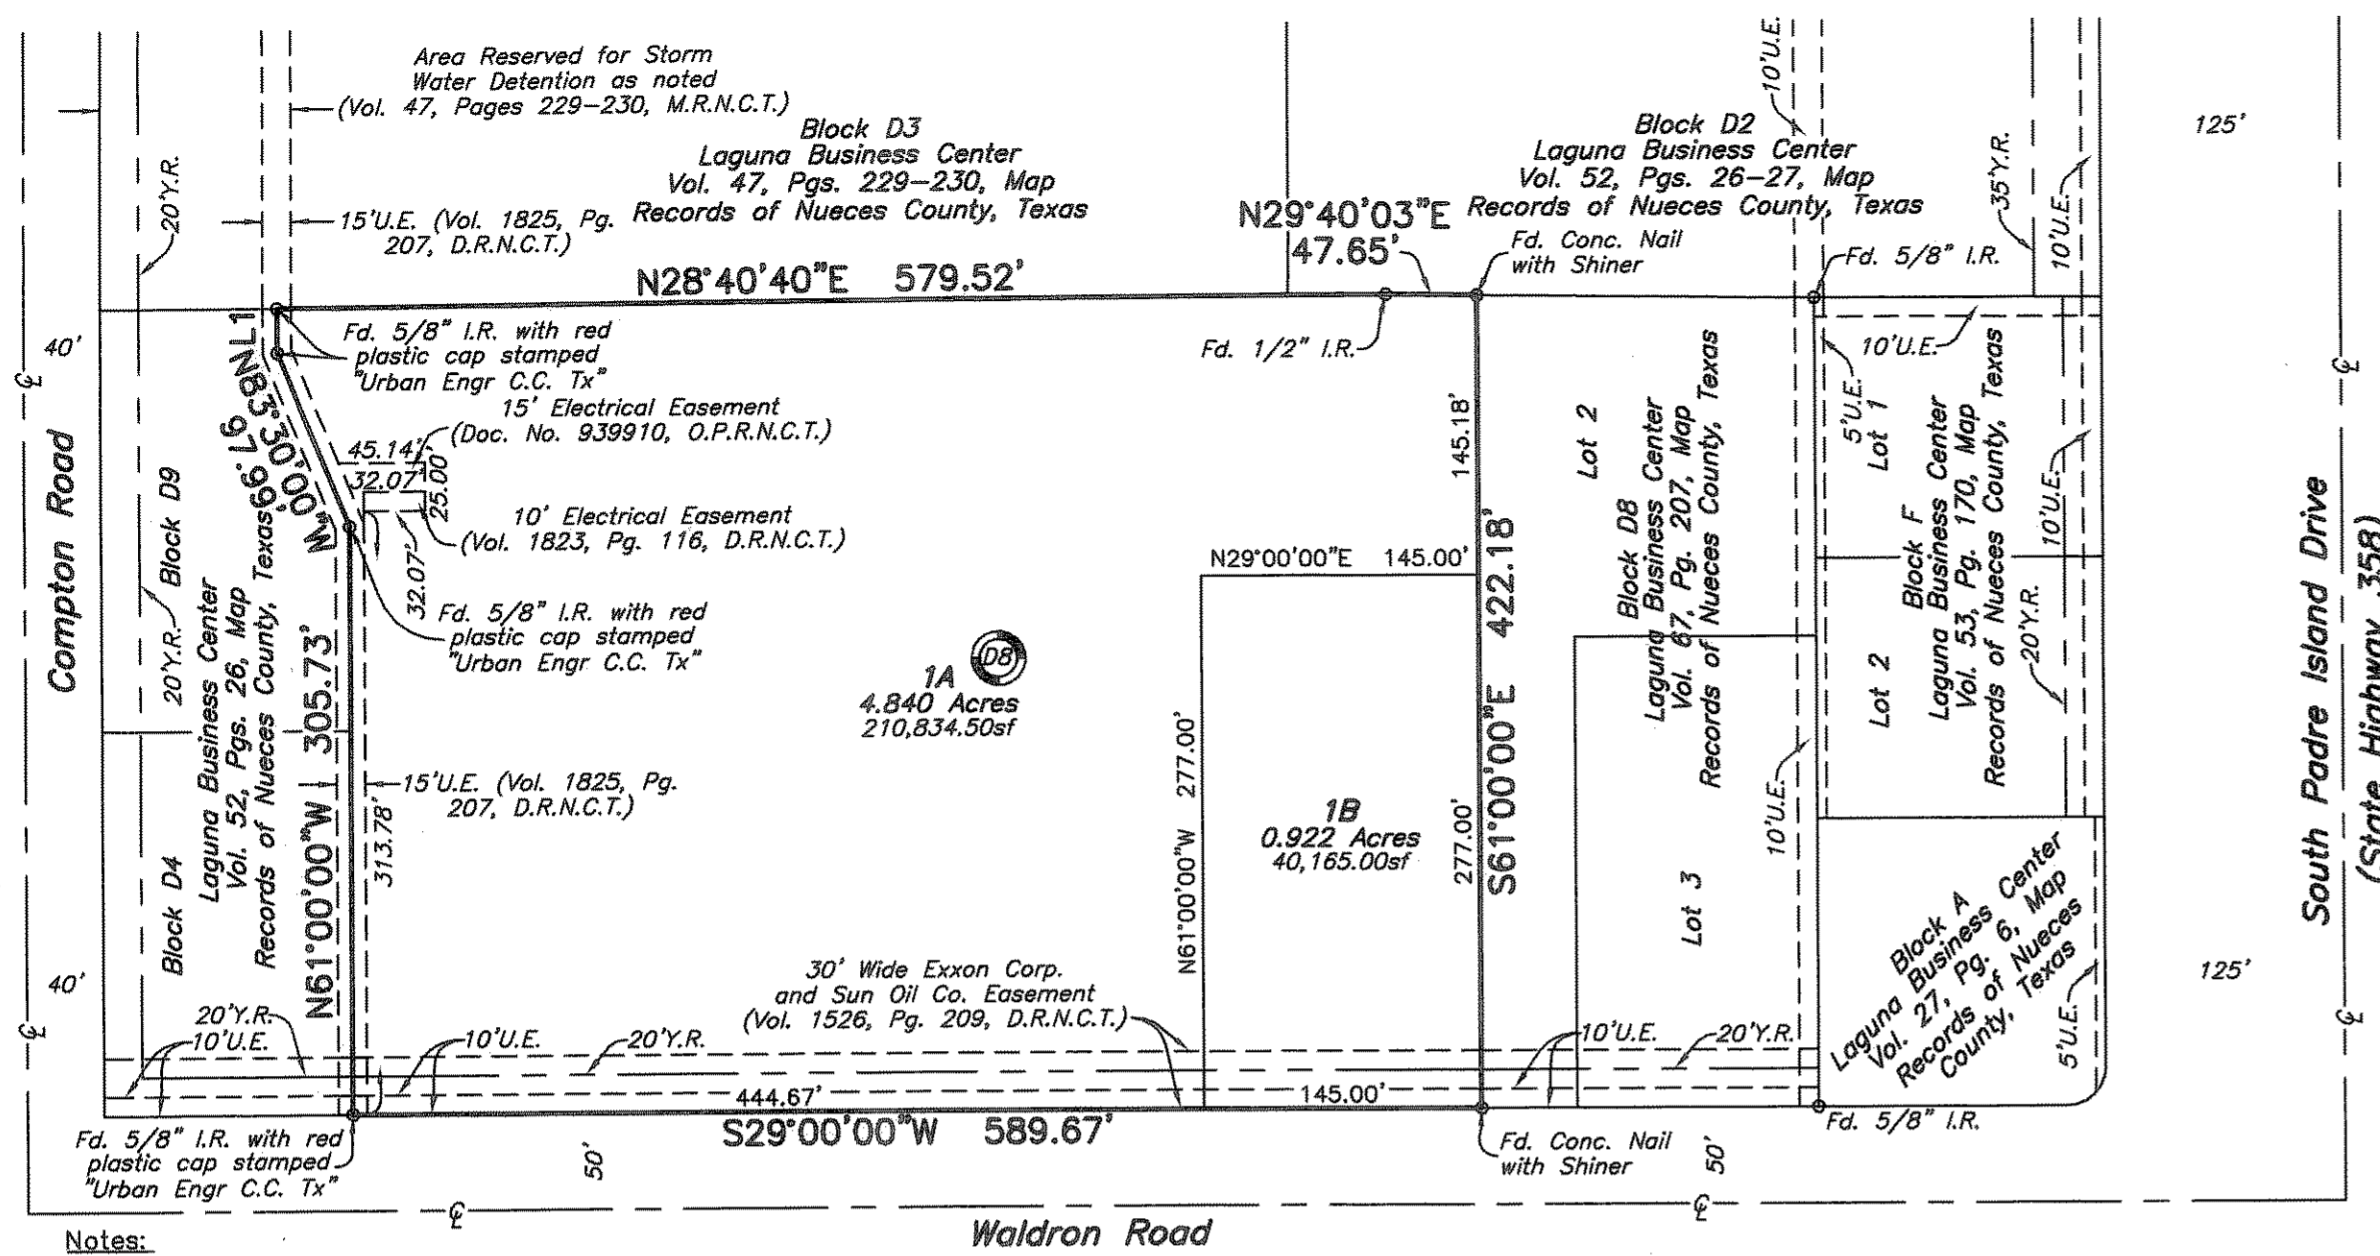 Area Reserved for Storm
Water Detention as noted
(Vol. 47, Pages 229-230, M.R.N.C.T.)
Block D3
Laguna Business Center
Vol. 47, Pgs. 229-230, Map
Records of Nueces County, Texas
Block D2
Laguna Business Center
Vol. 52, Pgs. 26-27, Map
Records of Nueces County, Texas
10'U.E.
125'
20'Y.R.
35'Y.R.
10'U.E.
15'U.E. (Vol. 1825, Pg.
207, D.R.N.C.T.)
N29°40'03"E
47.65'
Fd. Conc. Nail
with Shiner
Fd. 5/8" I.R.
N28°40'40"E 579.52'
Fd. 1/2" I.R.
40'
NL1
Fd. 5/8" I.R. with red
plastic cap stamped
"Urban Engr C.C. Tx"
N83°30'00"W
97.99'
15' Electrical Easement
(Doc. No. 939910, O.P.R.N.C.T.)
45.14'
32.07'
25.00'
10' Electrical Easement
(Vol. 1823, Pg. 116, D.R.N.C.T.)
32.07'
Fd. 5/8" I.R. with red
plastic cap stamped
"Urban Engr C.C. Tx"
Compton Road
20'Y.R.
Block D9
Laguna Business Center
Vol. 52, Pgs. 26, Map
Records of Nueces County, Texas
Block D4
N61°00'00"W 305.73'
313.78'
15'U.E. (Vol. 1825, Pg.
207, D.R.N.C.T.)
D8
1A
4.840 Acres
210,834.50sf
N29°00'00"E 145.00'
N61°00'00"W 277.00'
1B
0.922 Acres
40,165.00sf
145.18'
277.00'
S61°00'00"E 422.18'
Lot 2
Block D8
Laguna Business Center
Vol. 67, Pg. 207, Map
Records of Nueces County, Texas
Lot 3
10'U.E.
10'U.E.
5'U.E.
Lot 1
Block F
Laguna Business Center
Vol. 53, Pg. 170, Map
Records of Nueces County, Texas
Lot 2
10'U.E.
20'Y.R.
South Padre Island Drive
(State Highway 358)
Block A
Laguna Business Center
Vol. 27, Pg. 6, Map
Records of Nueces
County, Texas
5'U.E.
125'
40'
20'Y.R.
10'U.E.
10'U.E.
20'Y.R.
30' Wide Exxon Corp.
and Sun Oil Co. Easement
(Vol. 1526, Pg. 209, D.R.N.C.T.)
10'U.E.
20'Y.R.
444.67'
145.00'
S29°00'00"W 589.67'
Fd. 5/8" I.R. with red
plastic cap stamped
"Urban Engr C.C. Tx"
50'
Fd. Conc. Nail
with Shiner
50'
Fd. 5/8" I.R.
Waldron Road
Notes: